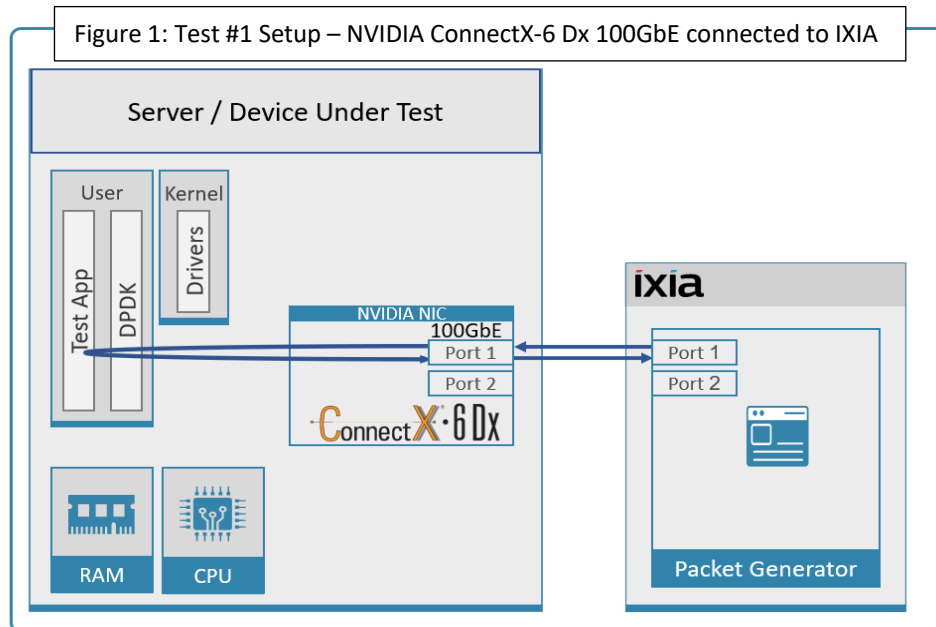 Figure 1: Test #1 Setup – NVIDIA ConnectX-6 Dx 100GbE connected to IXIA
Server / Device Under Test
User
Kernel
Test App
DPDK
Drivers
NVIDIA NIC
100GbE
Port 1
Port 2
ConnectX·6 Dx
RAM
CPU
ixia
Port 1
Port 2
Packet Generator